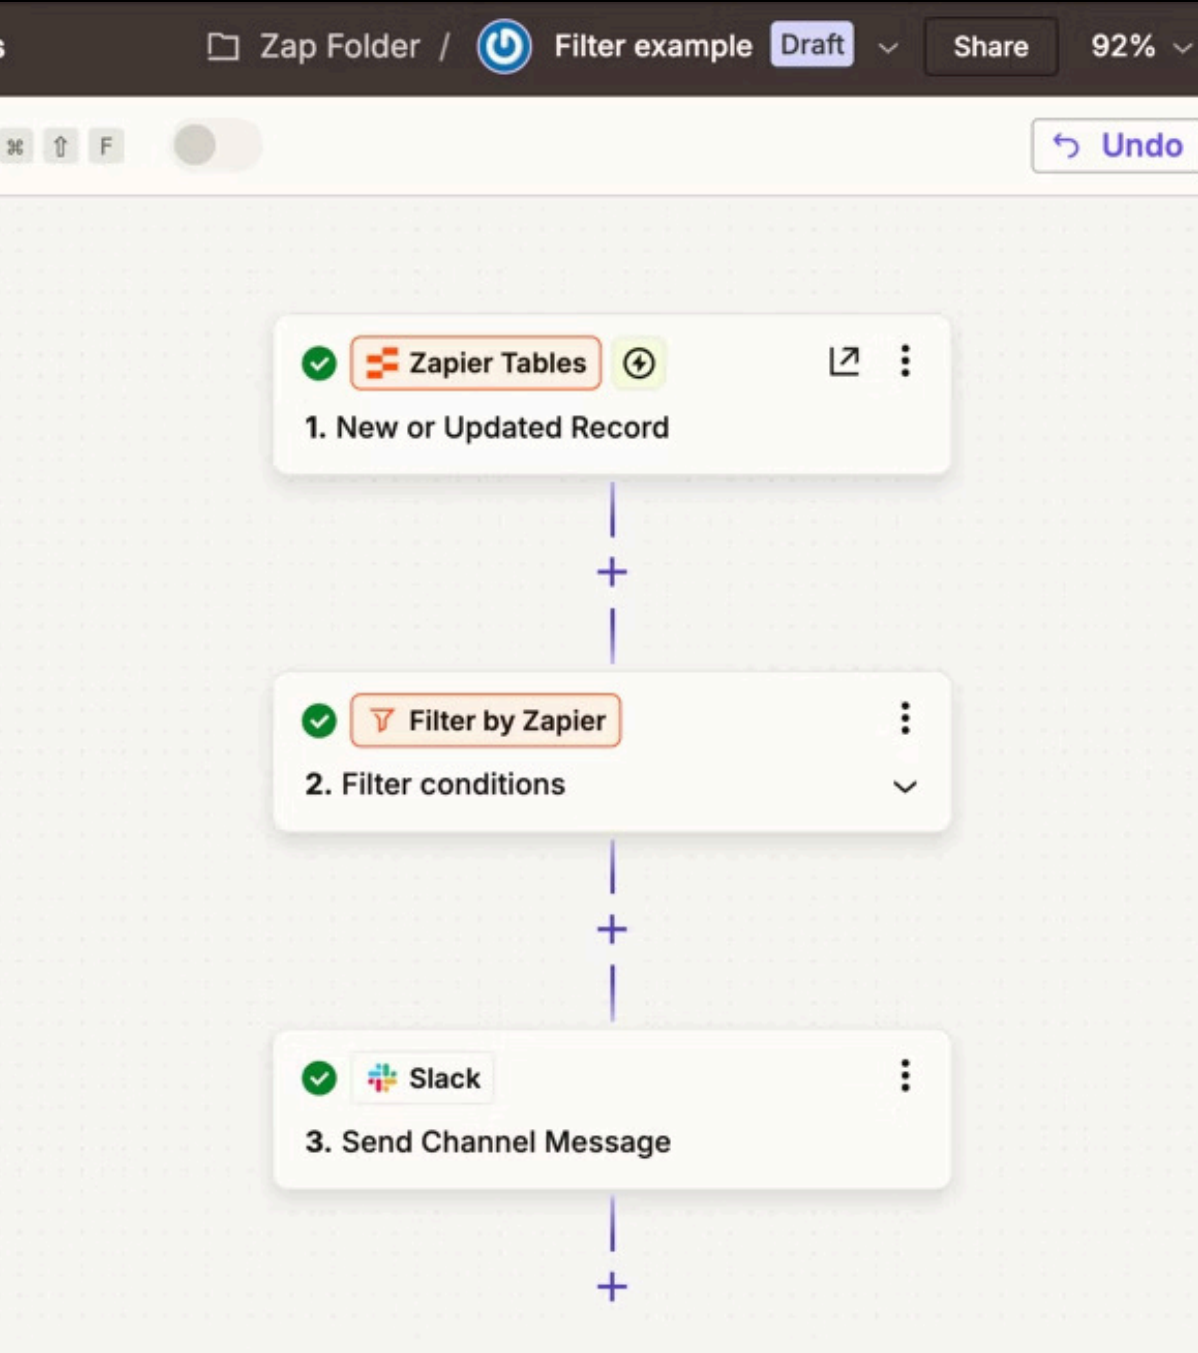 s
Zap Folder / Filter example Draft Share 92%
⌘ ⇧ F
Undo
Zapier Tables
1. New or Updated Record
Filter by Zapier
2. Filter conditions
Slack
3. Send Channel Message